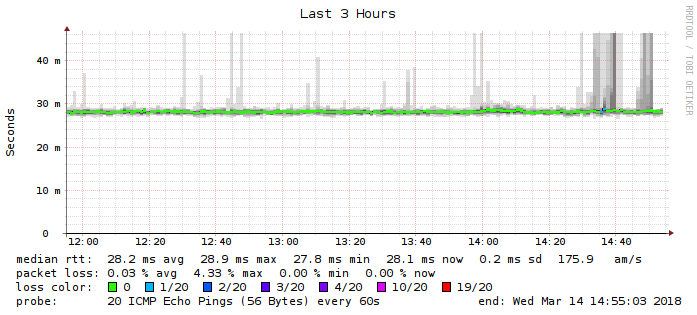 Last 3 Hours
RRDTOOL / TOBI OETIKER
Seconds
40 m
30 m
20 m
10 m
0
12:00 12:20 12:40 13:00 13:20 13:40 14:00 14:20 14:40
median rtt: 28.2 ms avg 28.9 ms max 27.8 ms min 28.1 ms now 0.2 ms sd 175.9 am/s
packet loss: 0.03 % avg 4.33 % max 0.00 % min 0.00 % now
loss color: 0 1/20 2/20 3/20 4/20 10/20 19/20
probe: 20 ICMP Echo Pings (56 Bytes) every 60s end: Wed Mar 14 14:55:03 2018